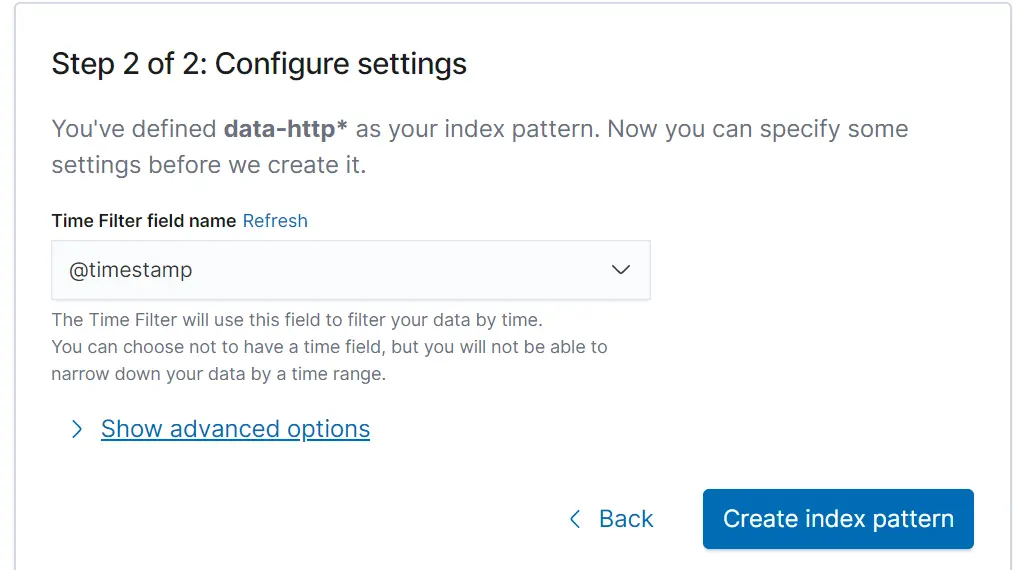 Step 2 of 2: Configure settings
You've defined data-http* as your index pattern. Now you can specify some
settings before we create it.
Time Filter field name Refresh
@timestamp
The Time Filter will use this field to filter your data by time.
You can choose not to have a time field, but you will not be able to
narrow down your data by a time range.
Show advanced options
Back
Create index pattern